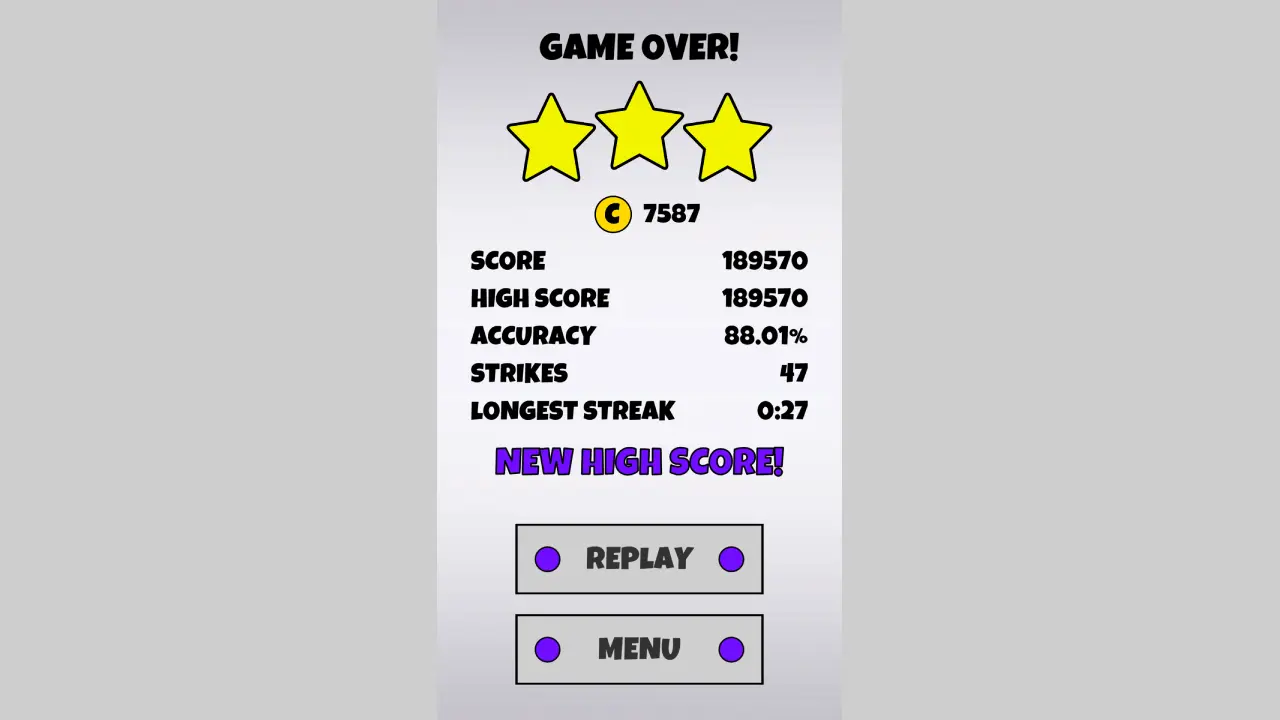 GAME OVER!
C 7587
SCORE 189570
HIGH SCORE 189570
ACCURACY 88.01%
STRIKES 47
LONGEST STREAK 0:27
NEW HIGH SCORE!
REPLAY
MENU